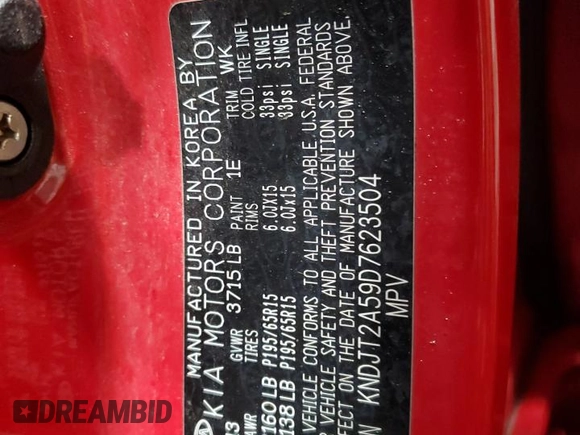 MANUFACTURED IN KOREA BY
KIA MOTORS CORPORATION
GVWR 3715 LB PAINT 1E TRIM WK
TIRES RIMS COLD TIRE INFL
160 LB P195/65R15 6.0JX15 33psi SINGLE
138 LB P195/65R15 6.0JX15 33psi SINGLE
VEHICLE CONFORMS TO ALL APPLICABLE U.S.A. FEDERAL
VEHICLE SAFETY AND THEFT PREVENTION STANDARDS
EFFECT ON THE DATE OF MANUFACTURE SHOWN ABOVE.
KNDJT2A59D7623504
MPV
DREAMBID